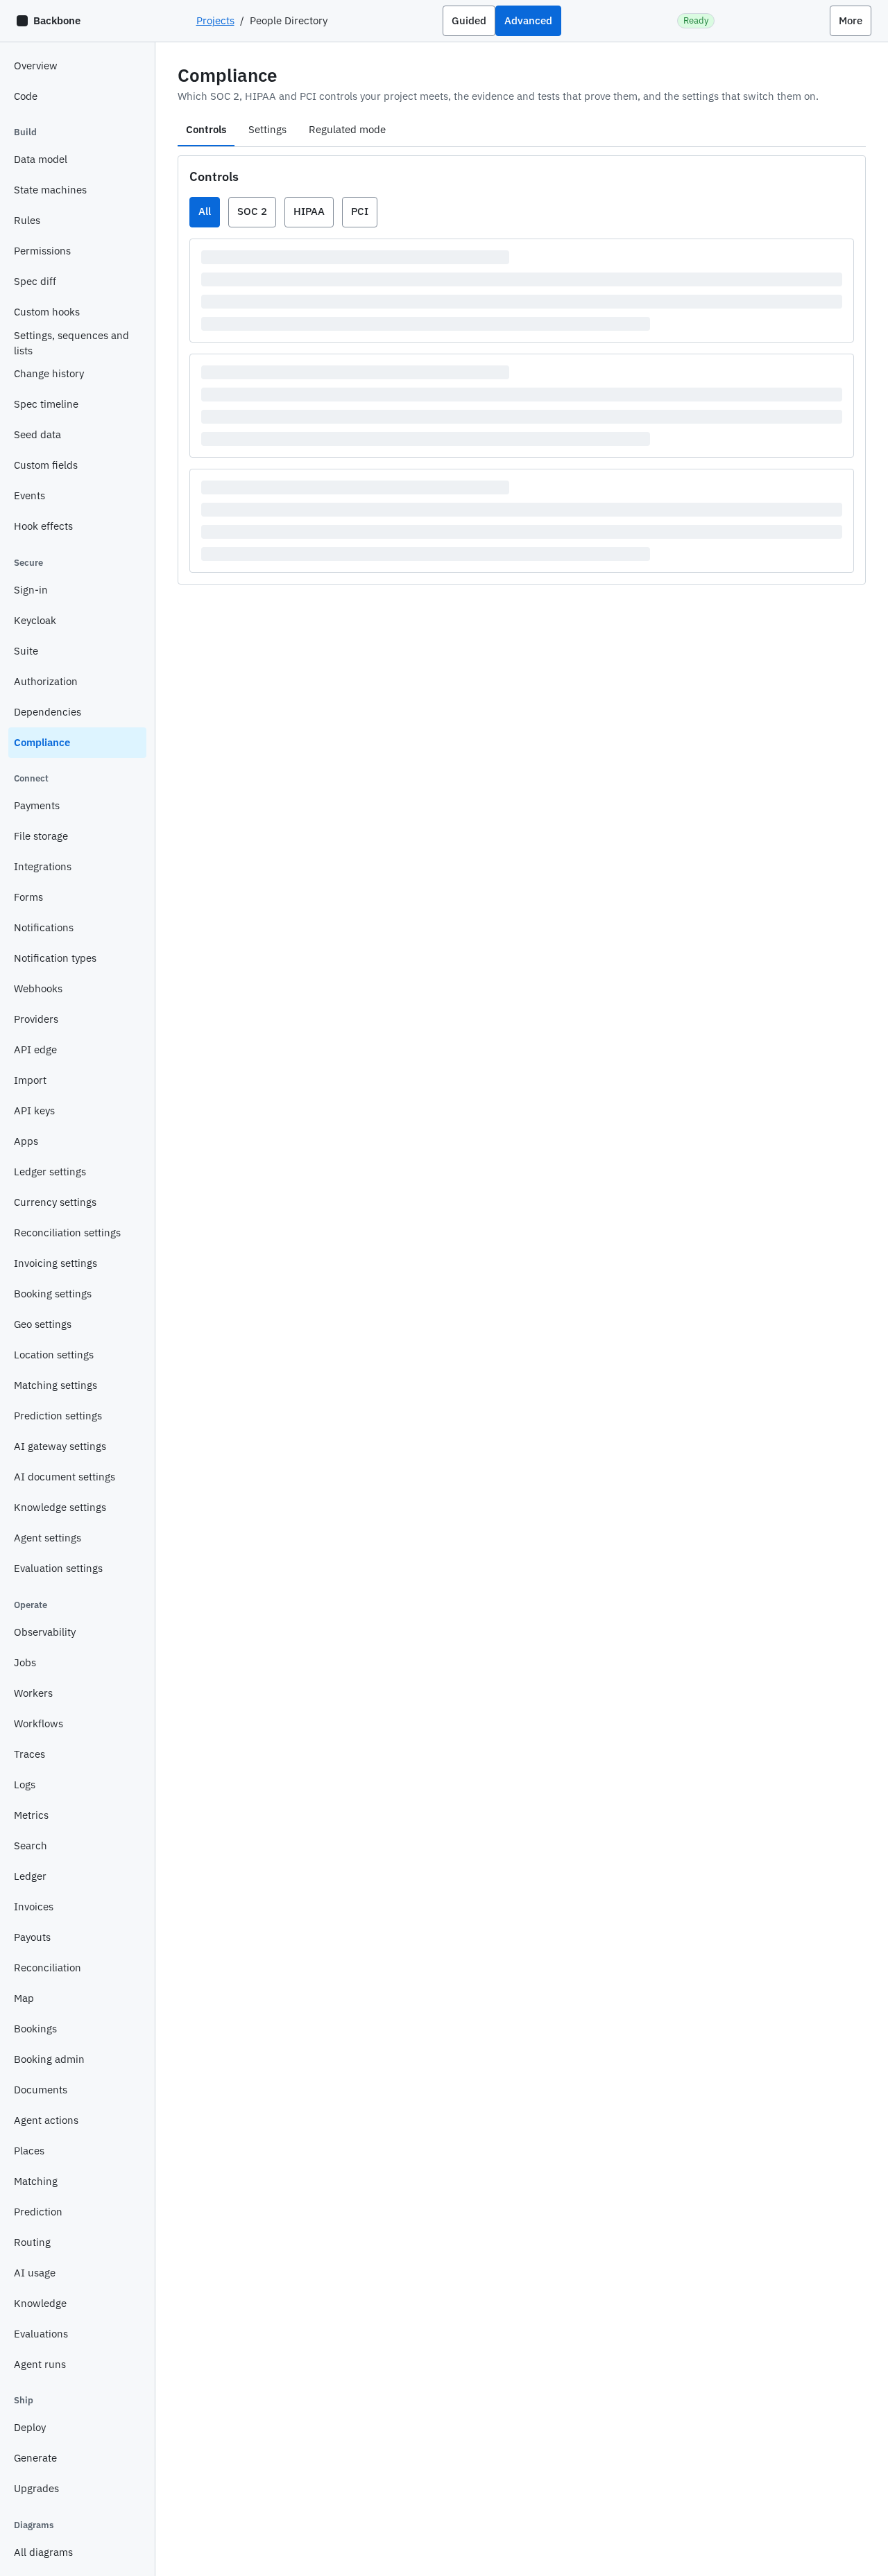 Backbone
Projects / People Directory
Guided
Advanced
Ready
More
Overview
Code
Build
Data model
State machines
Rules
Permissions
Spec diff
Custom hooks
Settings, sequences and
lists
Change history
Spec timeline
Seed data
Custom fields
Events
Hook effects
Secure
Sign-in
Keycloak
Suite
Authorization
Dependencies
Compliance
Connect
Payments
File storage
Integrations
Forms
Notifications
Notification types
Webhooks
Providers
API edge
Import
API keys
Apps
Ledger settings
Currency settings
Reconciliation settings
Invoicing settings
Booking settings
Geo settings
Location settings
Matching settings
Prediction settings
AI gateway settings
AI document settings
Knowledge settings
Agent settings
Evaluation settings
Operate
Observability
Jobs
Workers
Workflows
Traces
Logs
Metrics
Search
Ledger
Invoices
Payouts
Reconciliation
Map
Bookings
Booking admin
Documents
Agent actions
Places
Matching
Prediction
Routing
AI usage
Knowledge
Evaluations
Agent runs
Ship
Deploy
Generate
Upgrades
Diagrams
All diagrams
Compliance
Which SOC 2, HIPAA and PCI controls your project meets, the evidence and tests that prove them, and the settings that switch them on.
Controls
Settings
Regulated mode
Controls
All
SOC 2
HIPAA
PCI